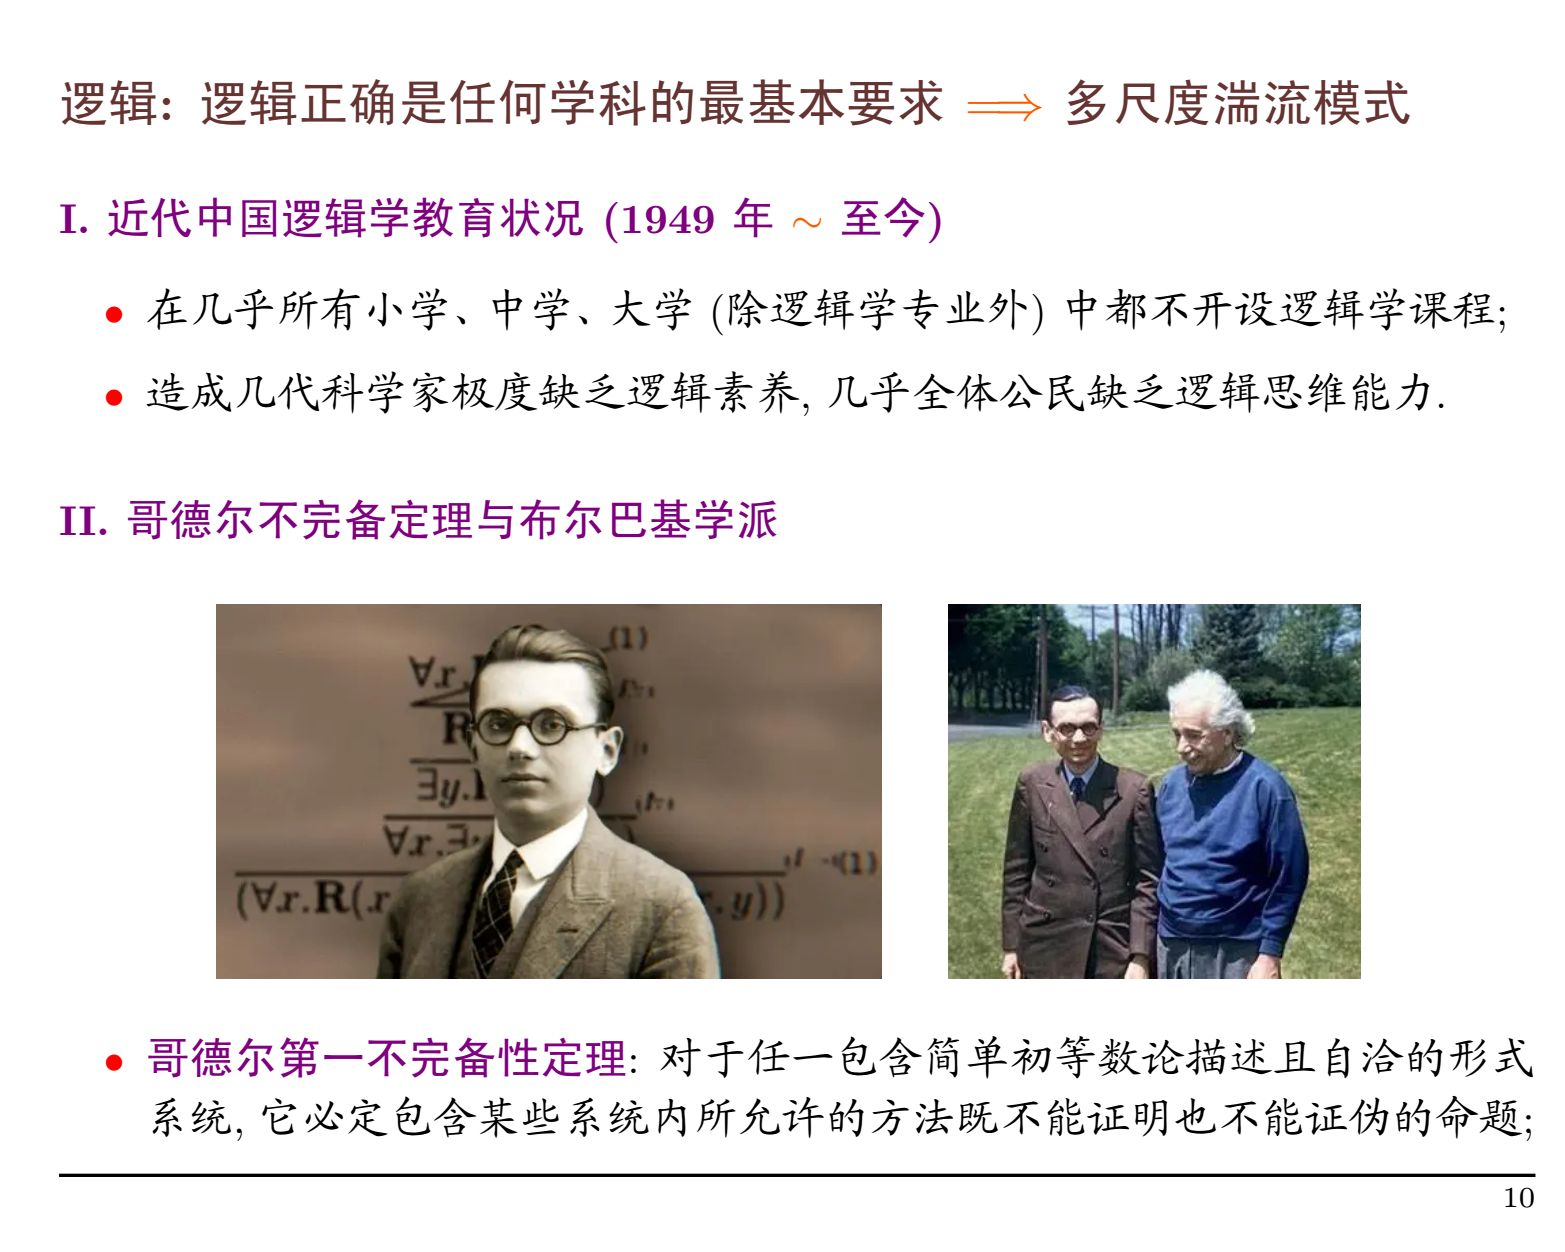 逻辑: 逻辑正确是任何学科的最基本要求 ⟹ 多尺度湍流模式
I. 近代中国逻辑学教育状况 (1949 年 ∼ 至今)
• 在几乎所有小学、中学、大学 (除逻辑学专业外) 中都不开设逻辑学课程;
• 造成几代科学家极度缺乏逻辑素养, 几乎全体公民缺乏逻辑思维能力.
II. 哥德尔不完备定理与布尔巴基学派
(1)
∀x.
R
∃y.
∀x.∃
(1)
(∀x.R(x
, y))
• 哥德尔第一不完备性定理: 对于任一包含简单初等数论描述且自洽的形式
系统, 它必定包含某些系统内所允许的方法既不能证明也不能证伪的命题;
10